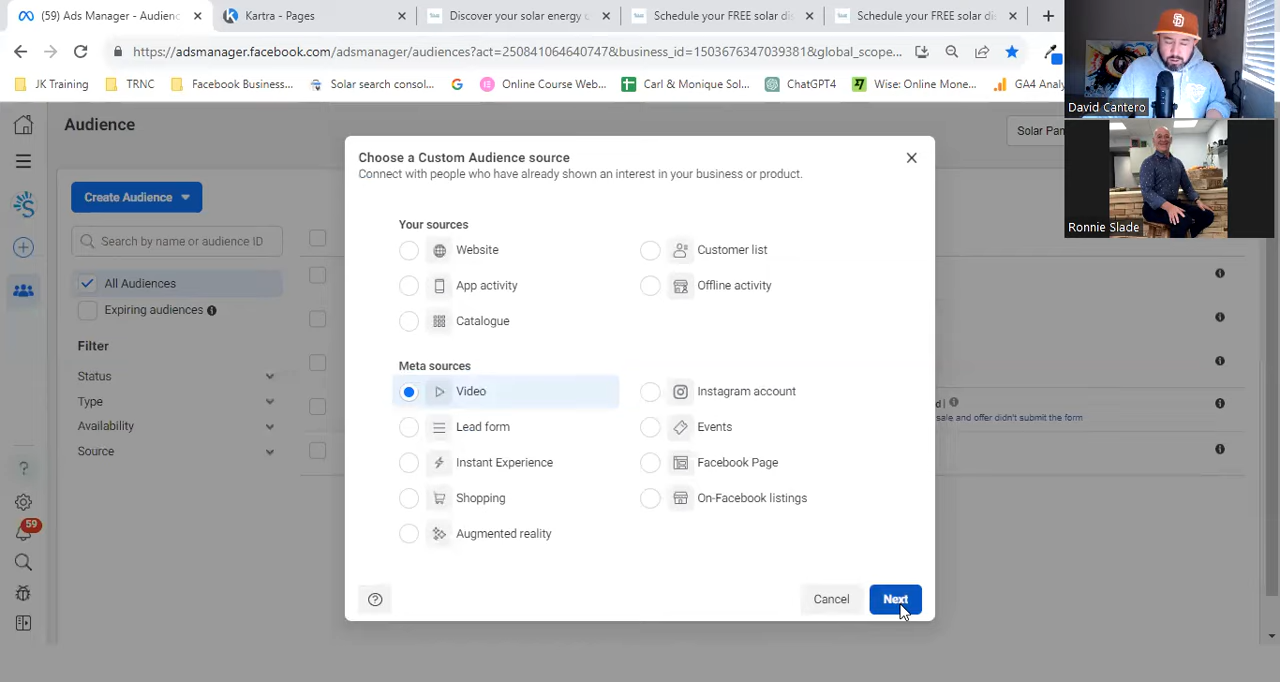 (59) Ads Manager - Audienc
Kartra - Pages
Discover your solar energy
Schedule your FREE solar di
Schedule your FREE solar di
https://adsmanager.facebook.com/adsmanager/audiences?act=250841064640747&business_id=1503676347039381&global_scope...
JK Training
TRNC
Facebook Business...
Solar search consol...
Online Course Web...
Carl & Monique Sol...
ChatGPT4
Wise: Online Mone...
GA4 Analy
David Cantero
Ronnie Slade
Audience
Solar Pan
Create Audience
Search by name or audience ID
All Audiences
Expiring audiences
Filter
Status
Type
Availability
Source
59
Choose a Custom Audience source
Connect with people who have already shown an interest in your business or product.
Your sources
Website
Customer list
App activity
Offline activity
Catalogue
Meta sources
Video
Instagram account
Lead form
Events
Instant Experience
Facebook Page
Shopping
On-Facebook listings
Augmented reality
Cancel
Next
d |
sale and offer didn't submit the form